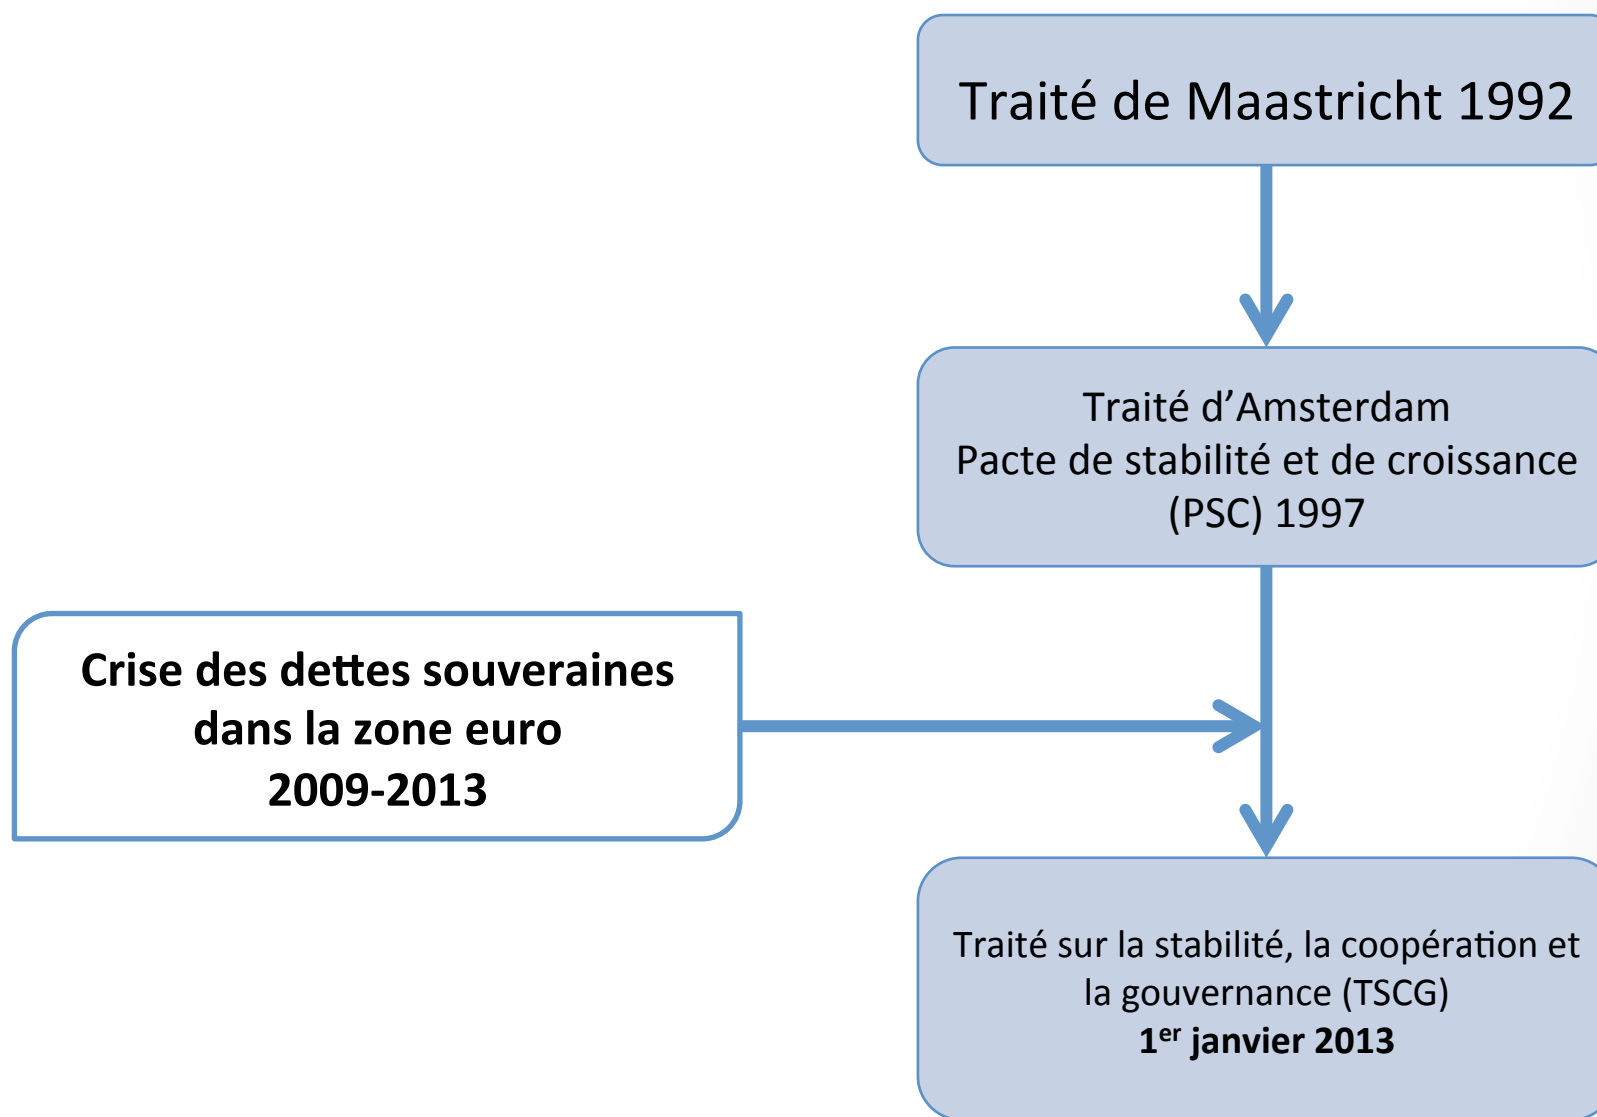 Traité de Maastricht 1992
Traité d’Amsterdam
Pacte de stabilité et de croissance
(PSC) 1997
Crise des dettes souveraines
dans la zone euro
2009-2013
Traité sur la stabilité, la coopération et
la gouvernance (TSCG)
1er janvier 2013